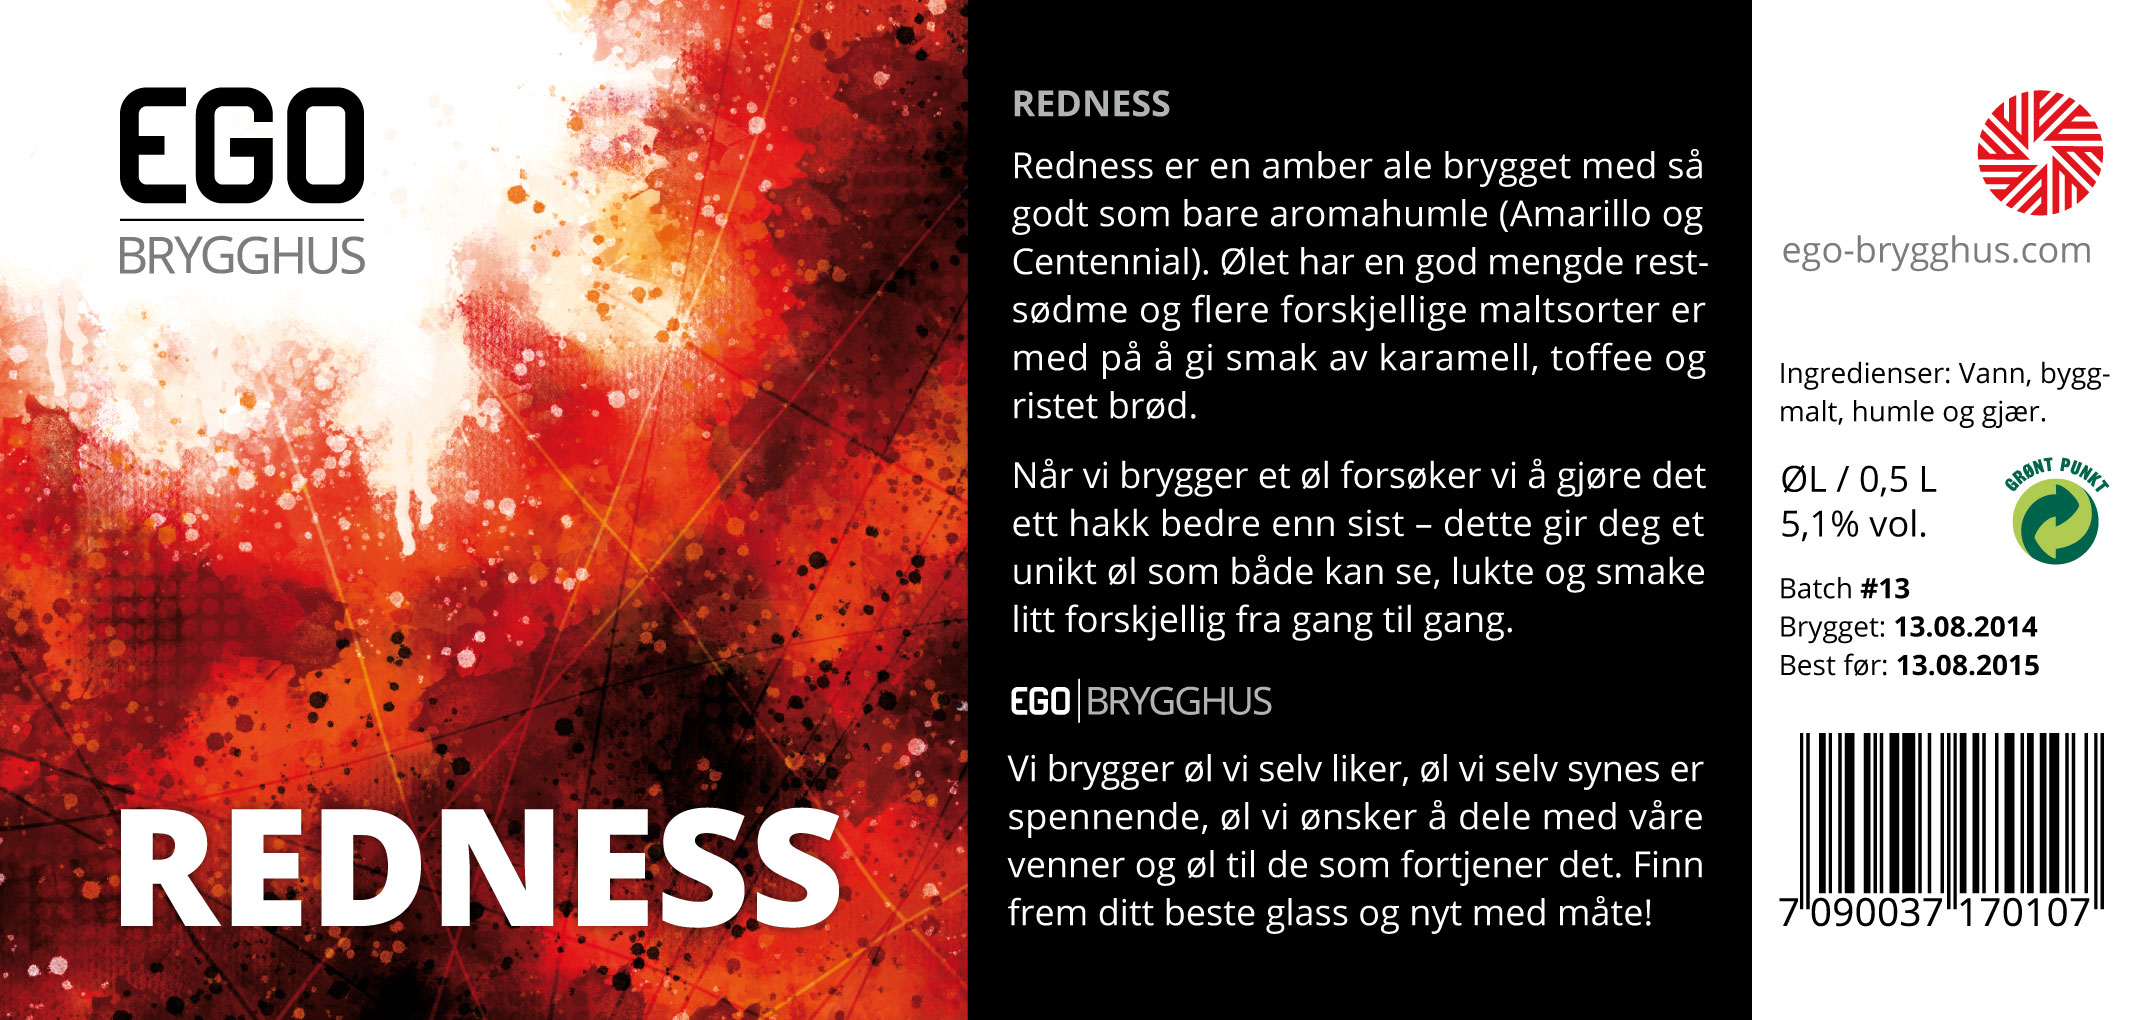 EGO
BRYGGHUS
REDNESS
REDNESS
Redness er en amber ale brygget med så
godt som bare aromahumle (Amarillo og
Centennial). Ølet har en god mengde rest-
sødme og flere forskjellige maltsorter er
med på å gi smak av karamell, toffee og
ristet brød.
Når vi brygger et øl forsøker vi å gjøre det
ett hakk bedre enn sist – dette gir deg et
unikt øl som både kan se, lukte og smake
litt forskjellig fra gang til gang.
EGO BRYGGHUS
Vi brygger øl vi selv liker, øl vi selv synes er
spennende, øl vi ønsker å dele med våre
venner og øl til de som fortjener det. Finn
frem ditt beste glass og nyt med måte!
ego-brygghus.com
Ingredienser: Vann, bygg-
malt, humle og gjær.
ØL / 0,5 L
5,1% vol.
GRØNT PUNKT
Batch #13
Brygget: 13.08.2014
Best før: 13.08.2015
7 090037 170107